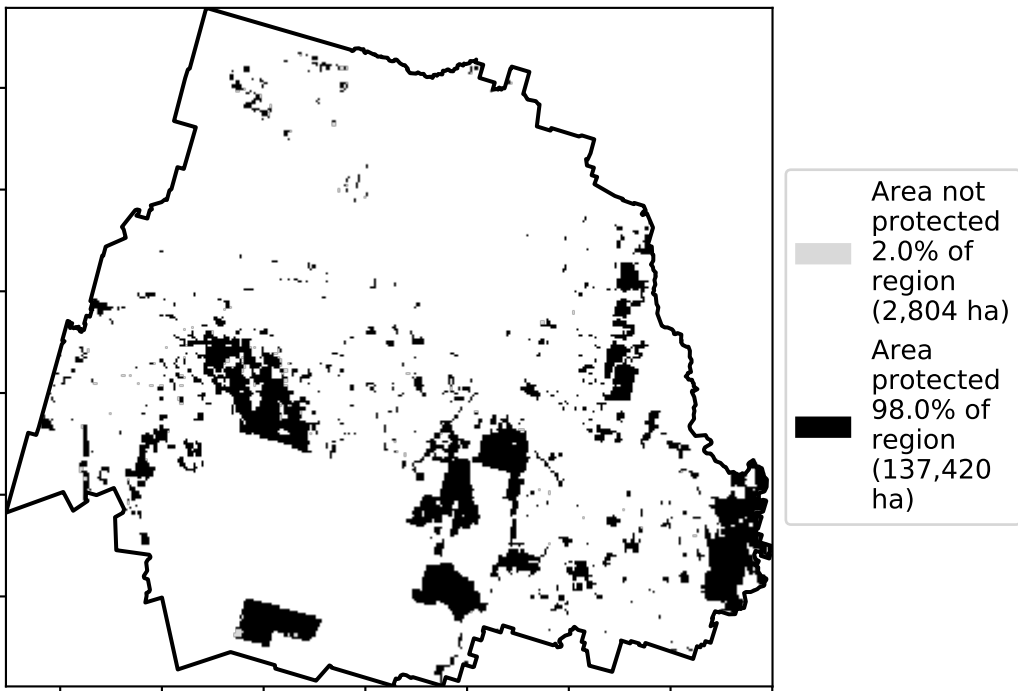 Area not
protected
2.0% of
region
(2,804 ha)
Area
protected
98.0% of
region
(137,420
ha)